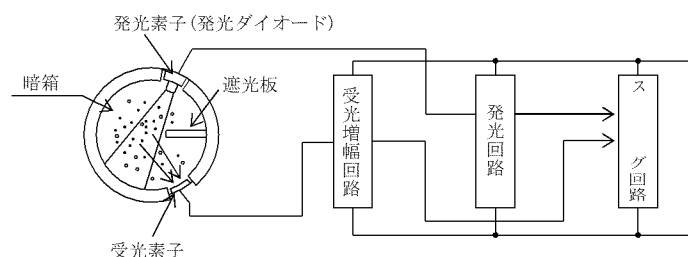 発光素子(発光ダイオード)
暗箱
遮光板
受光増幅回路
発光回路
ス
グ回路
受光素子